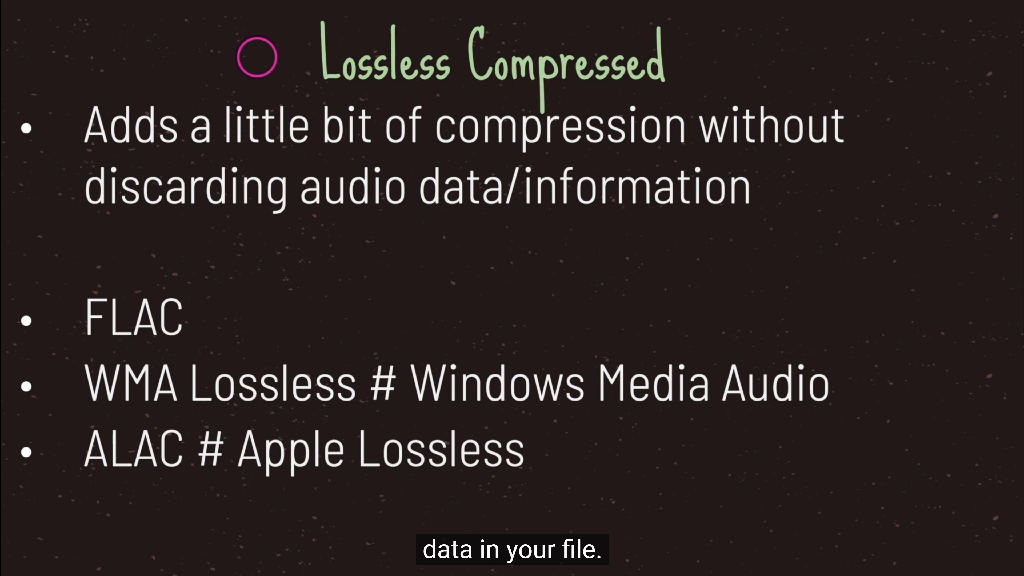 Lossless Compressed
• Adds a little bit of compression without
discarding audio data/information
• FLAC
• WMA Lossless # Windows Media Audio
• ALAC # Apple Lossless
data in your file.